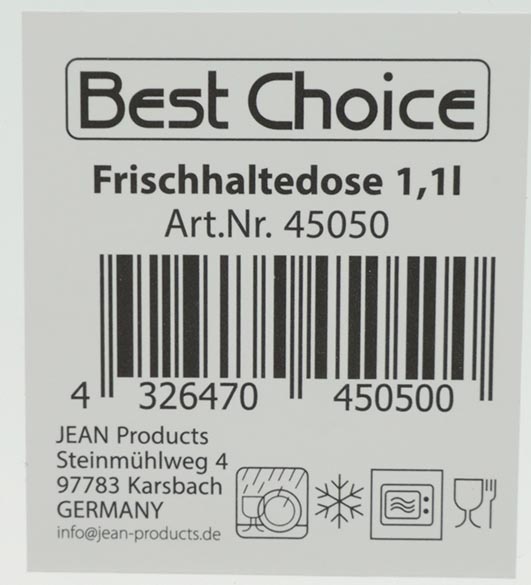 Best Choice
Frischhaltedose 1,1l
Art.Nr. 45050
4 326470 450500
JEAN Products
Steinmühlweg 4
97783 Karsbach
GERMANY
info@jean-products.de